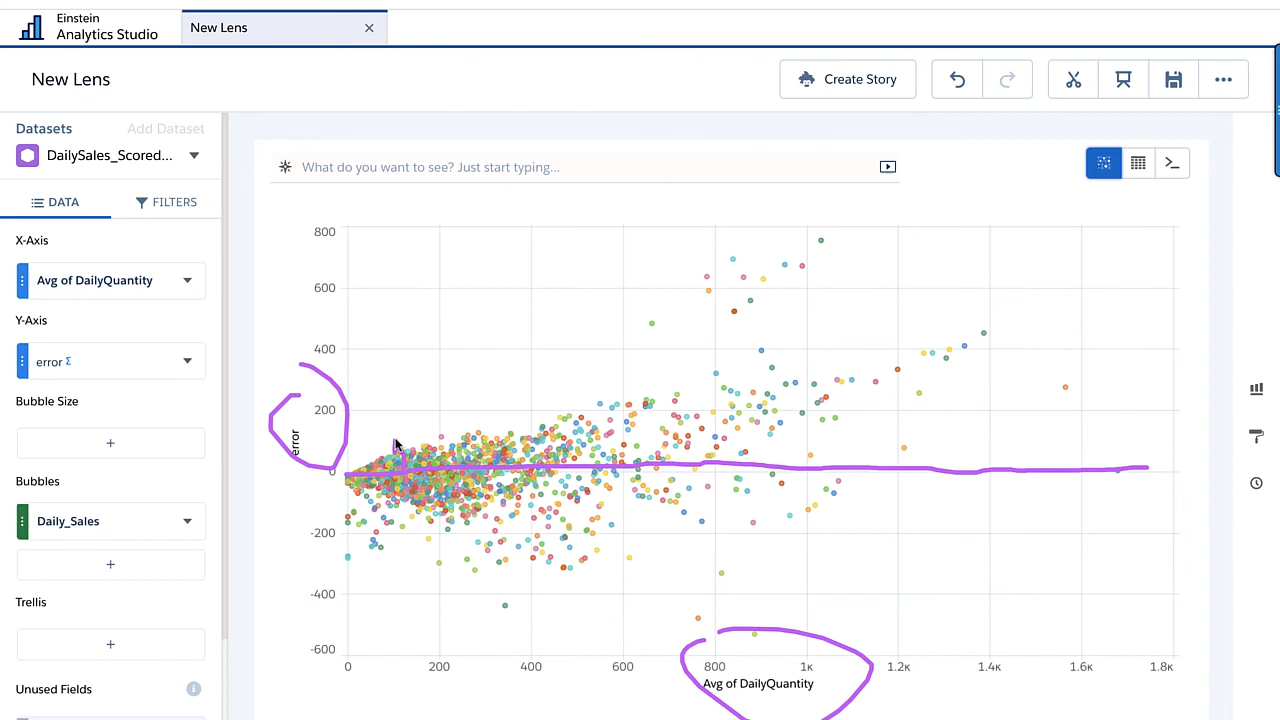 Einstein
Analytics Studio
New Lens
New Lens
Create Story
Datasets
Add Dataset
DailySales_Scored...
What do you want to see? Just start typing...
DATA
FILTERS
X-Axis
Avg of DailyQuantity
Y-Axis
error Σ
Bubble Size
+
Bubbles
Daily_Sales
+
Trellis
+
Unused Fields
800
600
400
200
0
-200
-400
-600
error
0
200
400
600
800
1K
1.2K
1.4K
1.6K
1.8K
Avg of DailyQuantity